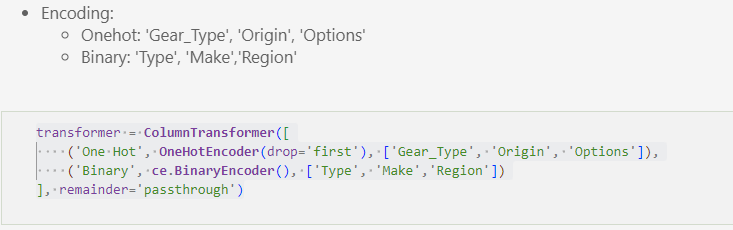 Encoding:
Onehot: 'Gear_Type', 'Origin', 'Options'
Binary: 'Type', 'Make','Region'
transformer = ColumnTransformer([
    ('One Hot', OneHotEncoder(drop='first'), ['Gear_Type', 'Origin', 'Options']),
    ('Binary', ce.BinaryEncoder(), ['Type', 'Make','Region'])
], remainder='passthrough')